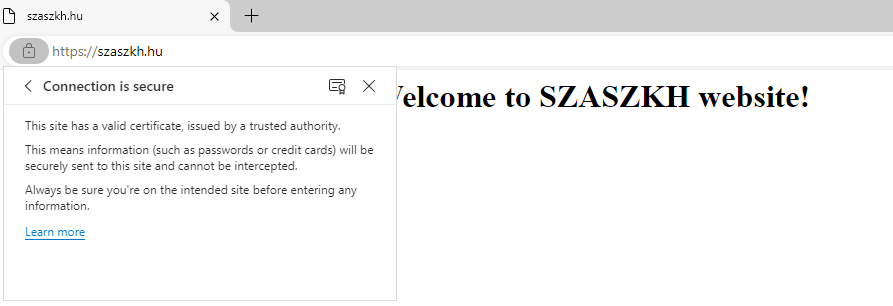 szaszkh.hu
https://szaszkh.hu
Connection is secure
Welcome to SZASZKH website!
This site has a valid certificate, issued by a trusted authority.
This means information (such as passwords or credit cards) will be
securely sent to this site and cannot be intercepted.
Always be sure you're on the intended site before entering any
information.
Learn more